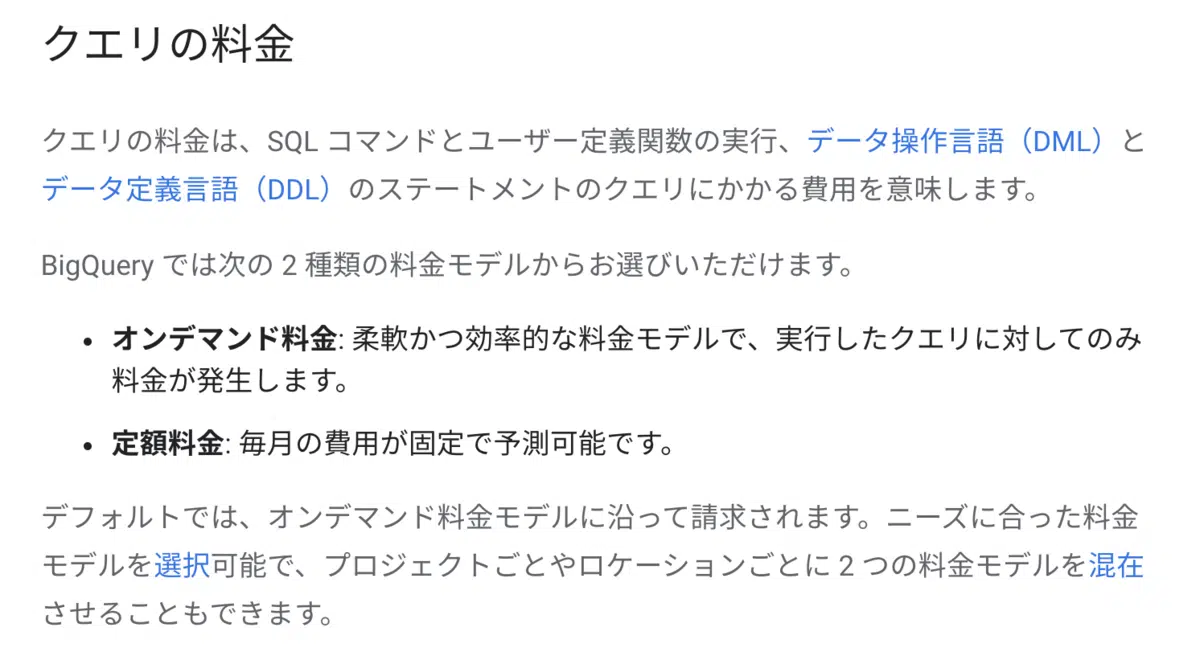 クエリの料金
クエリの料金は、SQL コマンドとユーザー定義関数の実行、データ操作言語（DML）と
データ定義言語（DDL）のステートメントのクエリにかかる費用を意味します。
BigQuery では次の 2 種類の料金モデルからお選びいただけます。
• オンデマンド料金: 柔軟かつ効率的な料金モデルで、実行したクエリに対してのみ
料金が発生します。
• 定額料金: 毎月の費用が固定で予測可能です。
デフォルトでは、オンデマンド料金モデルに沿って請求されます。ニーズに合った料金
モデルを選択可能で、プロジェクトごとやロケーションごとに 2 つの料金モデルを混在
させることもできます。